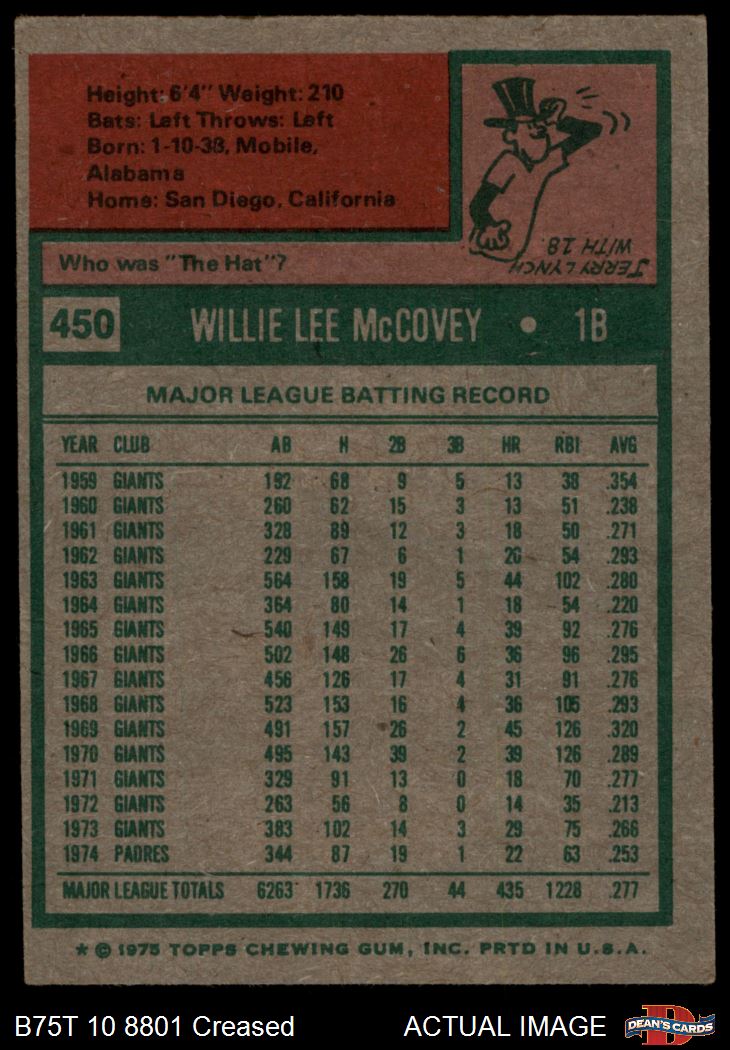 Height: 6'4" Weight: 210
Bats: Left Throws: Left
Born: 1-10-38, Mobile,
Alabama
Home: San Diego, California
Who was "The Hat"?
JERRY LYNCH
WITH 18.
450 WILLIE LEE McCOVEY • 1B
MAJOR LEAGUE BATTING RECORD
YEAR CLUB AB H 2B 3B HR RBI AVG
1959 GIANTS 192 68 9 5 13 38 .354
1960 GIANTS 260 62 15 3 13 51 .238
1961 GIANTS 328 89 12 3 18 50 .271
1962 GIANTS 229 67 6 1 20 54 .293
1963 GIANTS 564 158 19 5 44 102 .280
1964 GIANTS 364 80 14 1 18 54 .220
1965 GIANTS 540 149 17 4 39 92 .276
1966 GIANTS 502 148 26 6 36 96 .295
1967 GIANTS 456 126 17 4 31 91 .276
1968 GIANTS 523 153 16 4 36 105 .293
1969 GIANTS 491 157 26 2 45 126 .320
1970 GIANTS 495 143 39 2 39 126 .289
1971 GIANTS 329 91 13 0 18 70 .277
1972 GIANTS 263 56 8 0 14 35 .213
1973 GIANTS 383 102 14 3 29 75 .266
1974 PADRES 344 87 19 1 22 63 .253
MAJOR LEAGUE TOTALS 6263 1736 270 44 435 1228 .277
* © 1975 TOPPS CHEWING GUM, INC. PRTD IN U.S.A.
B75T 10 8801 Creased ACTUAL IMAGE D DEAN'S CARDS